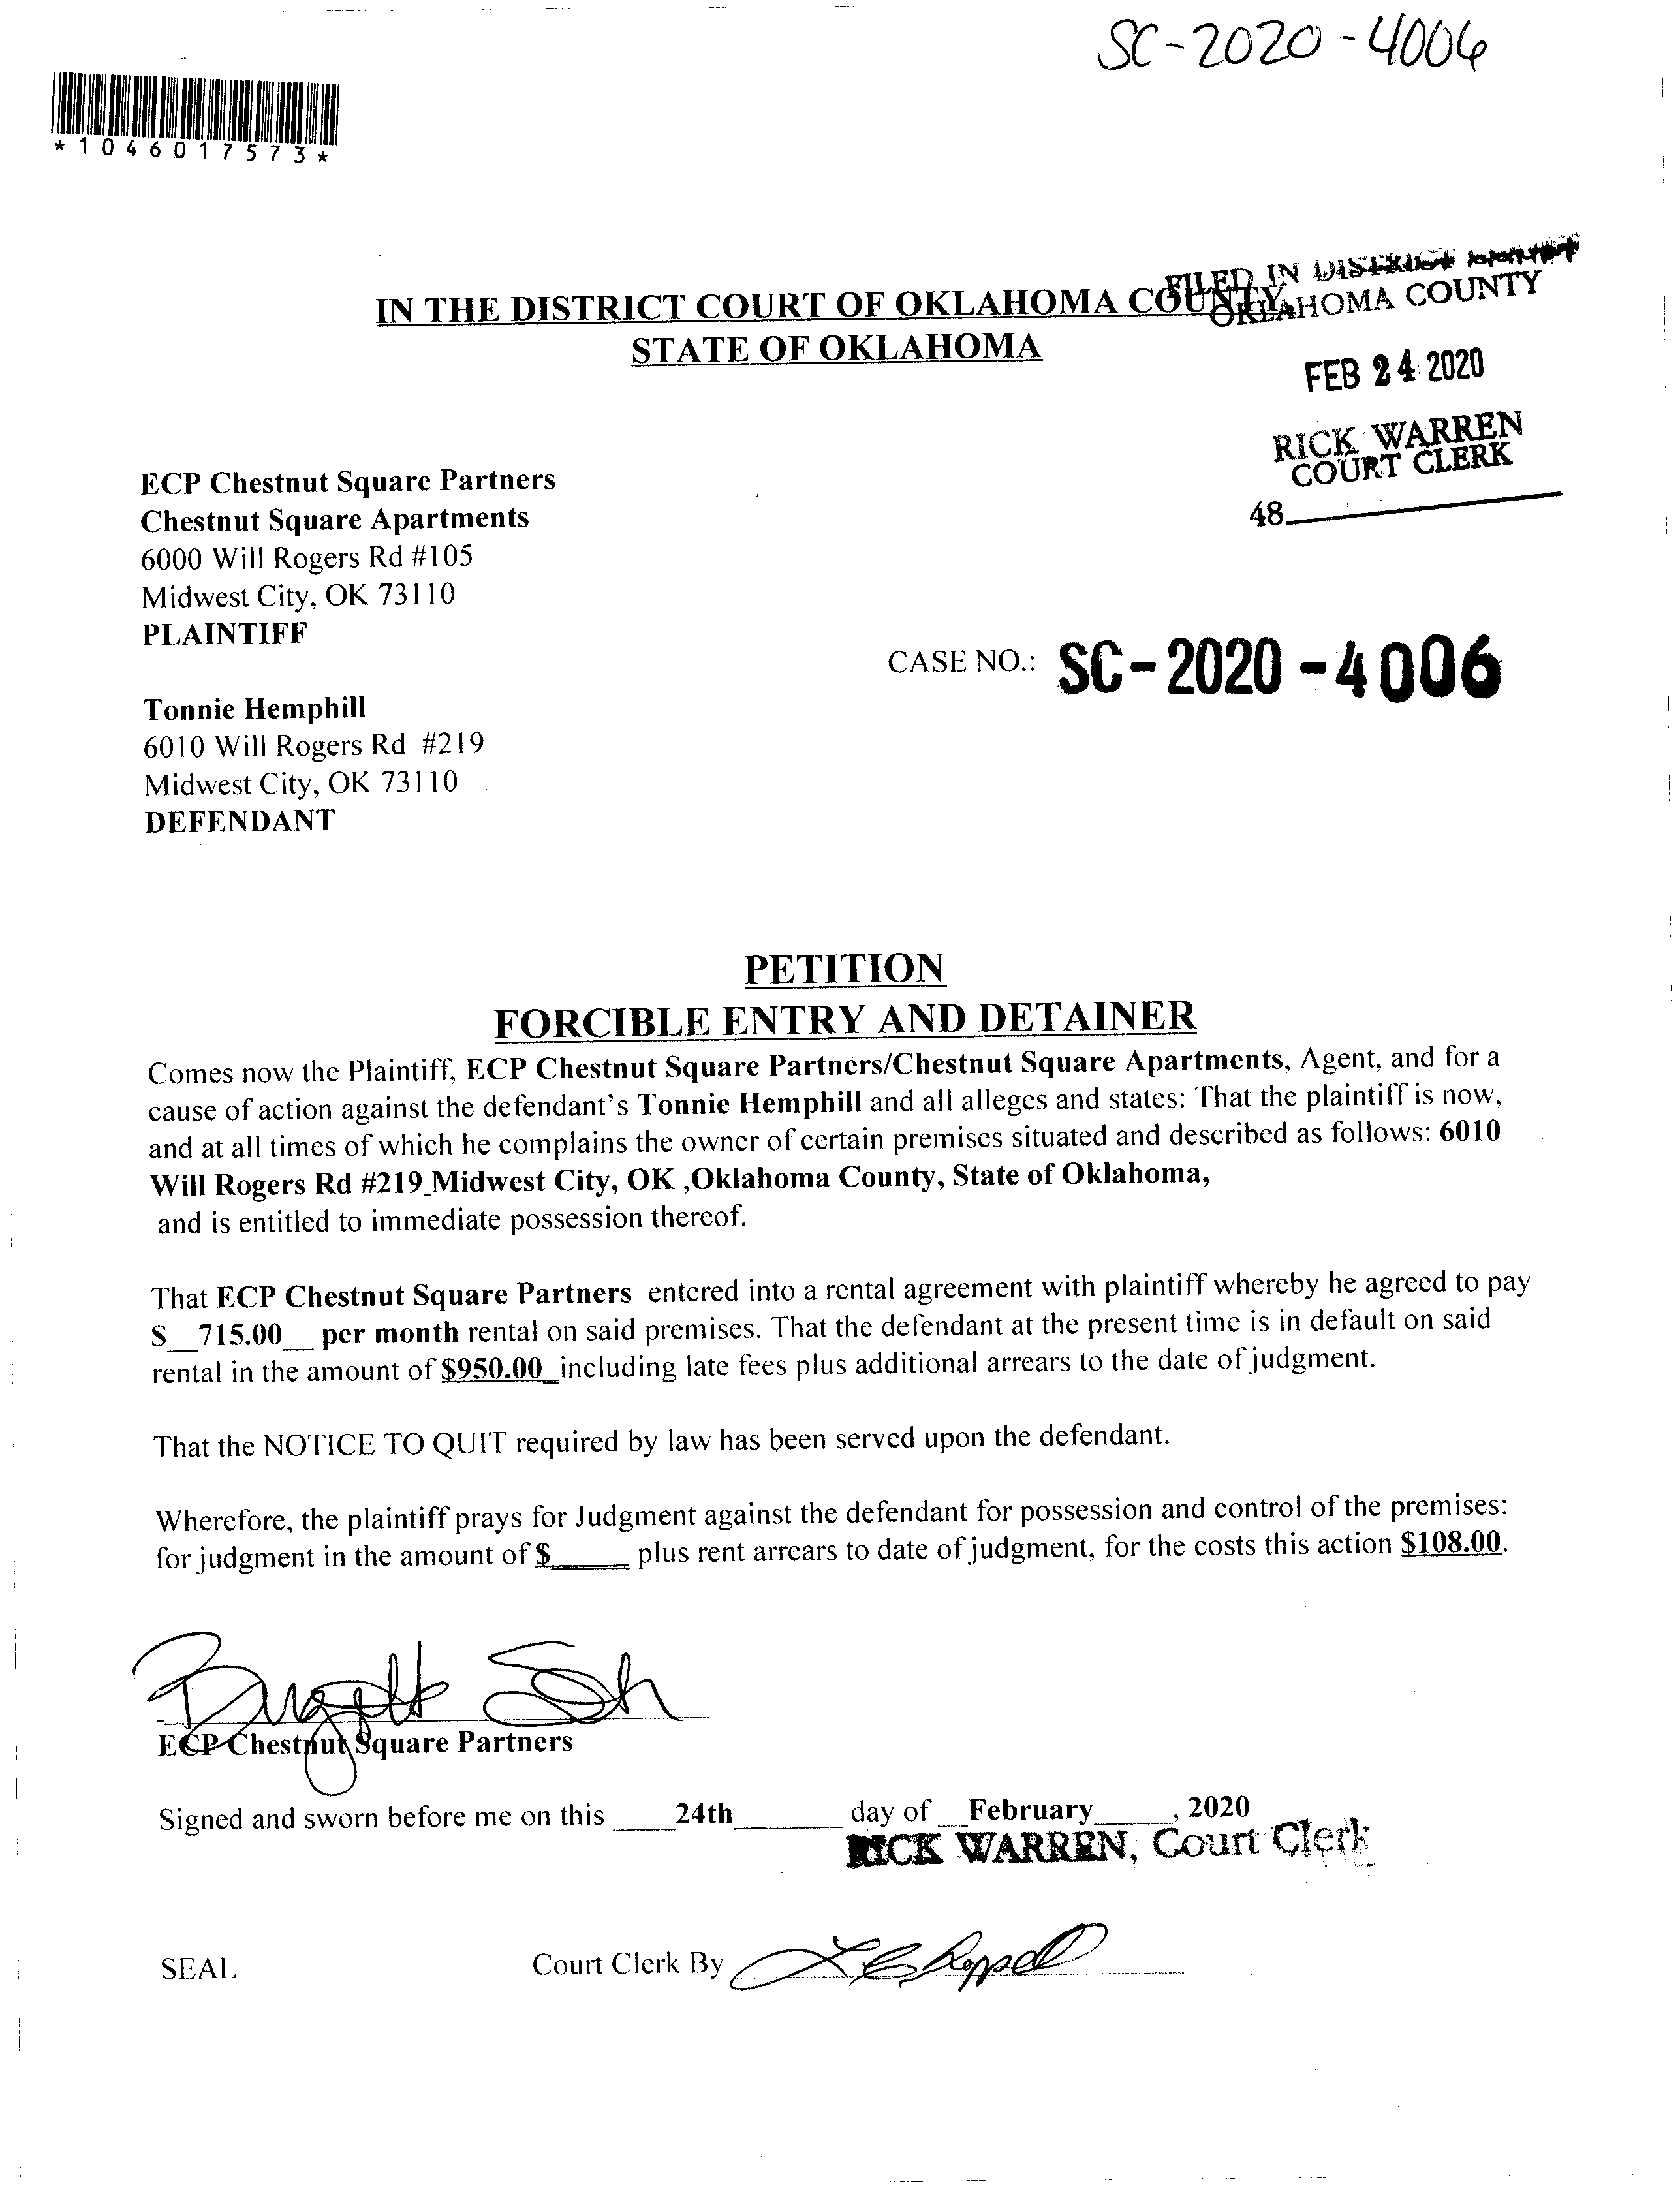 SC-2020-4006
*1046017573*
IN THE DISTRICT COURT OF OKLAHOMA COUNTY
STATE OF OKLAHOMA
FILED IN DISTRICT COURT
OKLAHOMA COUNTY
FEB 24 2020
RICK WARREN
COURT CLERK
48
ECP Chestnut Square Partners
Chestnut Square Apartments
6000 Will Rogers Rd #105
Midwest City, OK 73110
PLAINTIFF
CASE NO.: SC-2020-4006
Tonnie Hemphill
6010 Will Rogers Rd #219
Midwest City, OK 73110
DEFENDANT
PETITION
FORCIBLE ENTRY AND DETAINER
Comes now the Plaintiff, ECP Chestnut Square Partners/Chestnut Square Apartments, Agent, and for a
cause of action against the defendant's Tonnie Hemphill and all alleges and states: That the plaintiff is now,
and at all times of which he complains the owner of certain premises situated and described as follows: 6010
Will Rogers Rd #219_Midwest City, OK ,Oklahoma County, State of Oklahoma,
and is entitled to immediate possession thereof.
That ECP Chestnut Square Partners entered into a rental agreement with plaintiff whereby he agreed to pay
$__715.00__ per month rental on said premises. That the defendant at the present time is in default on said
rental in the amount of $950.00_including late fees plus additional arrears to the date of judgment.
That the NOTICE TO QUIT required by law has been served upon the defendant.
Wherefore, the plaintiff prays for Judgment against the defendant for possession and control of the premises:
for judgment in the amount of $_____ plus rent arrears to date of judgment, for the costs this action $108.00.
ECP Chestnut Square Partners
Signed and sworn before me on this ____24th_______ day of __February_____, 2020
RICK WARREN, Court Clerk
SEAL
Court Clerk By